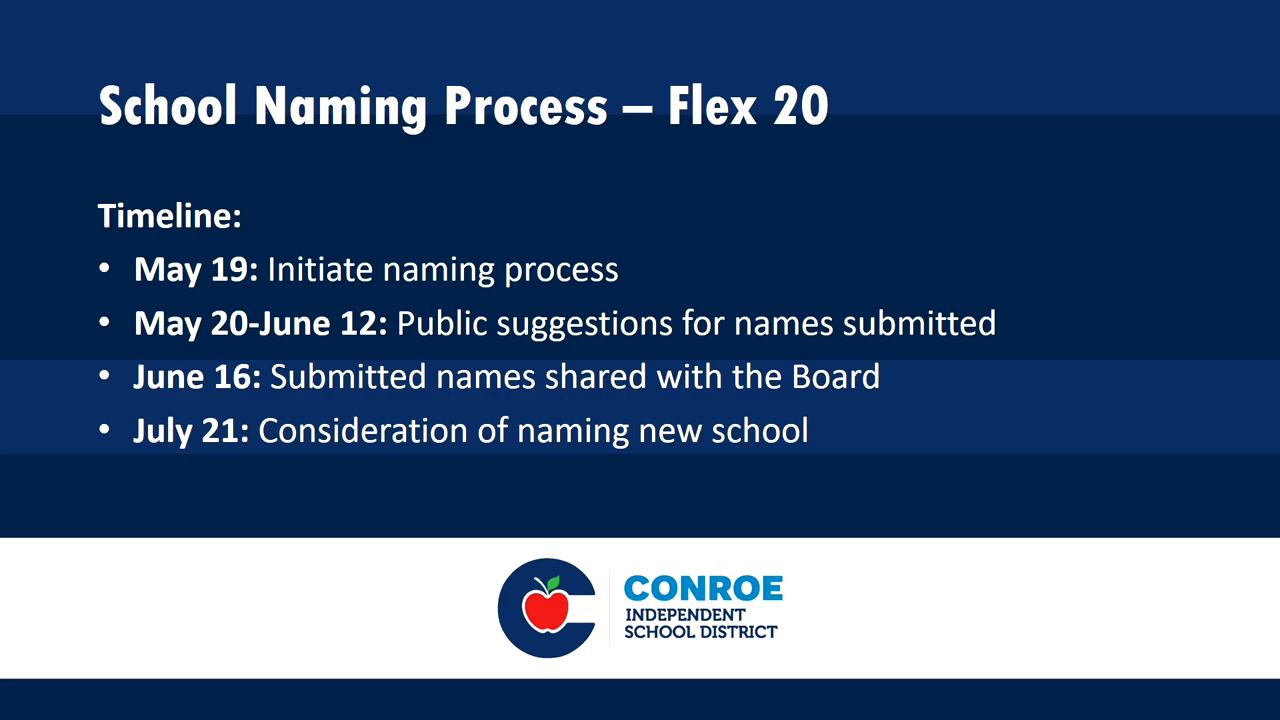 School Naming Process – Flex 20
Timeline:
• May 19: Initiate naming process
• May 20-June 12: Public suggestions for names submitted
• June 16: Submitted names shared with the Board
• July 21: Consideration of naming new school
CONROE
INDEPENDENT
SCHOOL DISTRICT